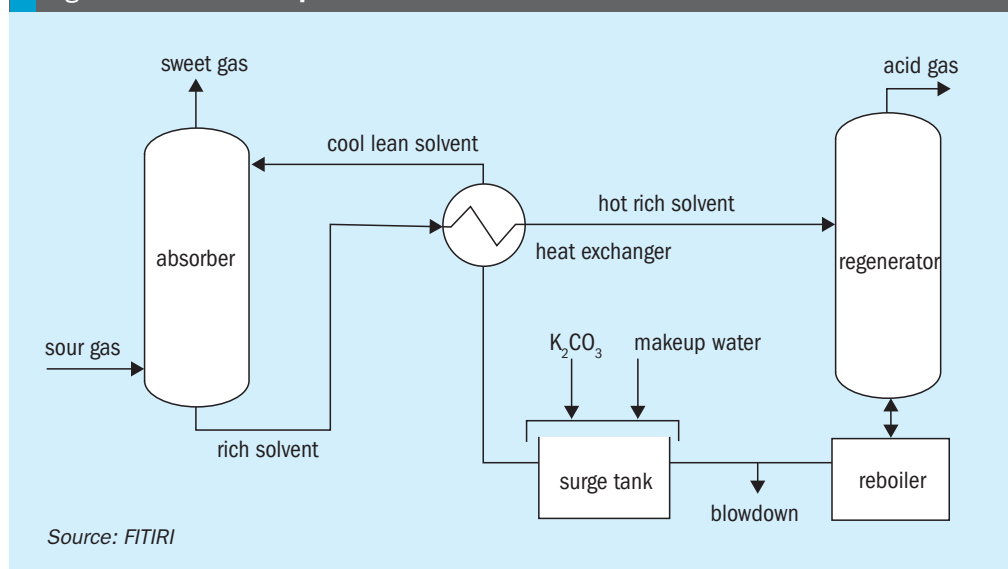 sweet gas
acid gas
cool lean solvent
hot rich solvent
absorber
heat exchanger
regenerator
sour gas
K₂CO₃
makeup water
rich solvent
surge tank
reboiler
blowdown
Source: FITIRI